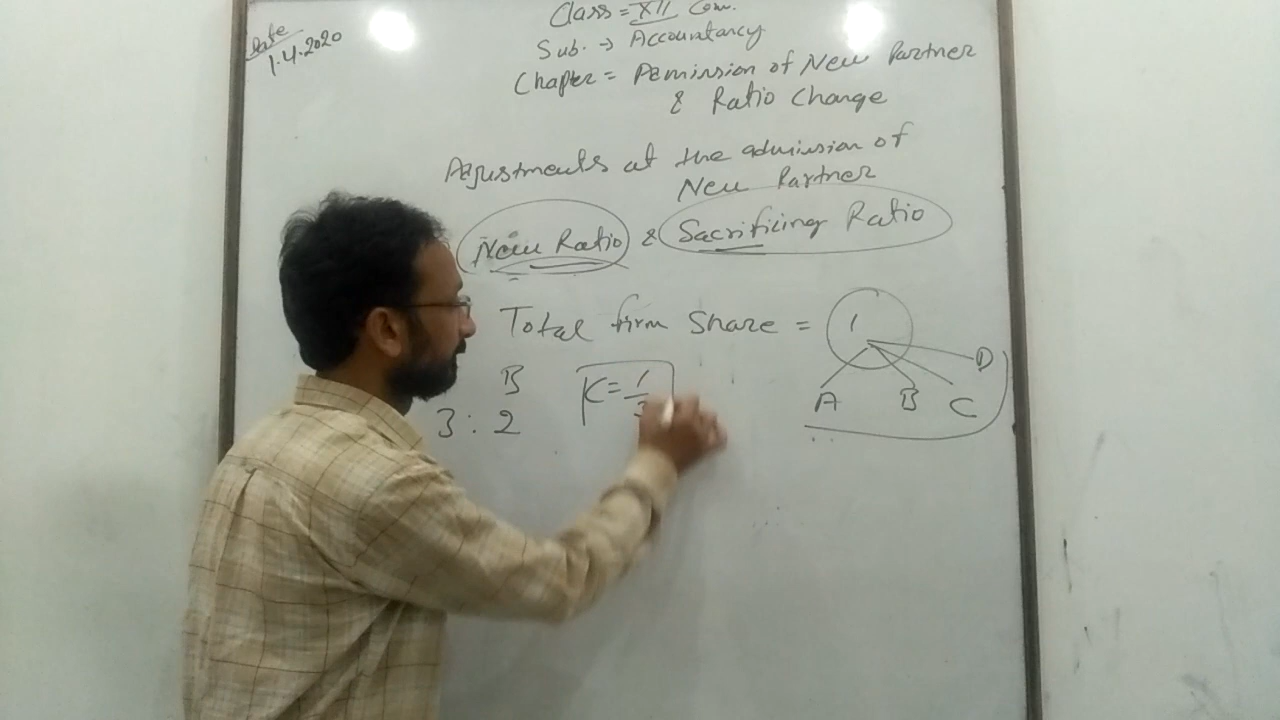 Date
1.4.2020
Class = XII Com.
Sub. → Accountancy
Chapter = Admission of New Partner
& Ratio Change
Adjustments at the admission of
New Partner
New Ratio & Sacrificing Ratio
Total firm Share = 1
A B C D
B C = 1/3
3 : 2